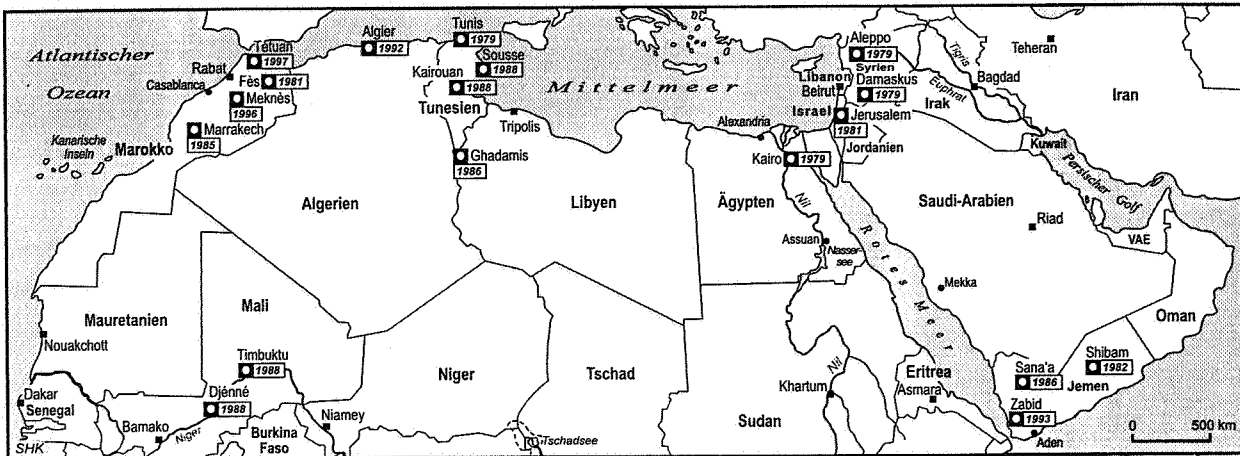 Atlantischer
Ozean
Kanarische
Inseln
Rabat
Casablanca
Tétuan
1997
Fès
1981
Meknès
1996
Marrakech
1985
Marokko
Algier
1992
Tunis
1979
Sousse
1988
Kairouan
1988
Tunesien
Tripolis
Ghadamis
1986
Mittelmeer
Algerien
Libyen
Alexandria
Kairo
1979
Ägypten
Nil
Assuan
Nasser-
see
Aleppo
1979
Syrien
Libanon
Beirut
Damaskus
1979
Israel
Jerusalem
1981
Jordanien
Tigris
Euphrat
Bagdad
Irak
Teheran
Iran
Kuwait
Persischer Golf
Saudi-Arabien
Riad
VAE
Rotes Meer
Mekka
Oman
Mauretanien
Nouakchott
Mali
Timbuktu
1988
Djénné
1988
Dakar
Senegal
Bamako
Niger
Burkina
Faso
Niamey
Niger
Tschad
Tschadsee
Sudan
Khartum
Nil
Eritrea
Asmara
Sana'a
1986
Shibam
1982
Jemen
Zabid
1993
Aden
0
500 km
SHK